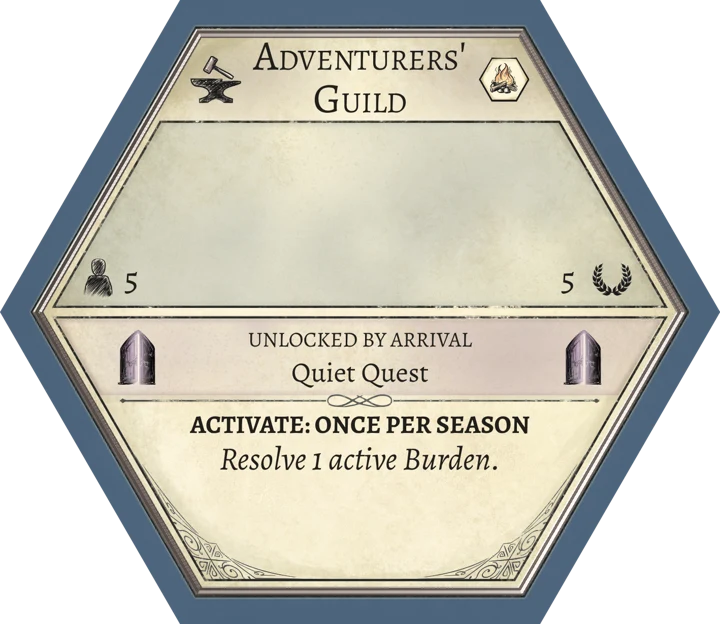 ADVENTURERS'
GUILD
5
5
UNLOCKED BY ARRIVAL
Quiet Quest
ACTIVATE: ONCE PER SEASON
Resolve 1 active Burden.